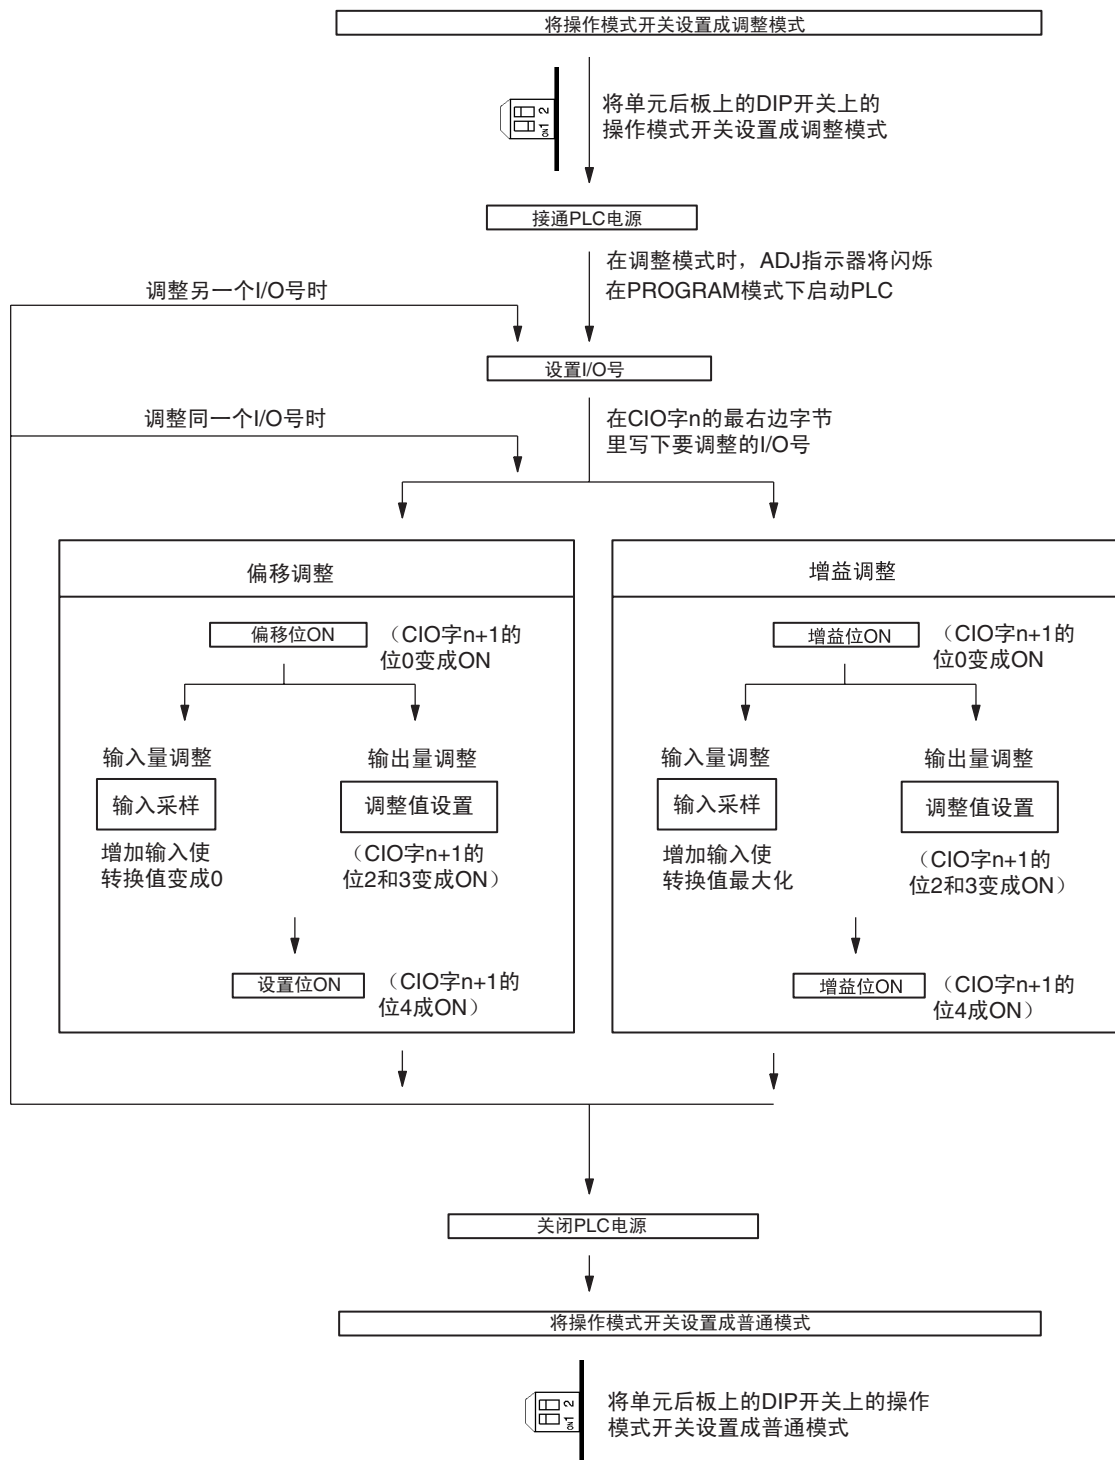 将操作模式开关设置成调整模式
ON 1 2
将单元后板上的DIP开关上的
操作模式开关设置成调整模式
接通PLC电源
在调整模式时，ADJ指示器将闪烁
在PROGRAM模式下启动PLC
调整另一个I/O号时
设置I/O号
调整同一个I/O号时
在CIO字n的最右边字节
里写下要调整的I/O号
偏移调整
偏移位ON
（CIO字n+1的
位0变成ON
输入量调整
输入采样
增加输入使
转换值变成0
输出量调整
调整值设置
（CIO字n+1的
位2和3变成ON）
设置位ON
（CIO字n+1的
位4成ON）
增益调整
增益位ON
（CIO字n+1的
位0变成ON
输入量调整
输入采样
增加输入使
转换值最大化
输出量调整
调整值设置
（CIO字n+1的
位2和3变成ON）
增益位ON
（CIO字n+1的
位4成ON）
关闭PLC电源
将操作模式开关设置成普通模式
ON 1 2
将单元后板上的DIP开关上的操作
模式开关设置成普通模式